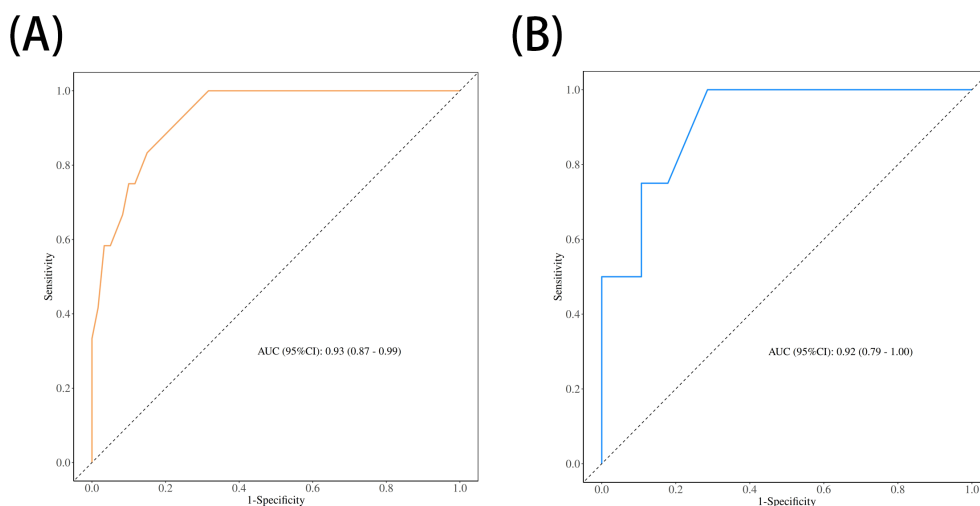 (A)
1.0
0.8
0.6
0.4
0.2
0.0
Sensitivity
AUC (95%CI): 0.93 (0.87 - 0.99)
0.0 0.2 0.4 0.6 0.8 1.0
1-Specificity
(B)
1.0
0.8
0.6
0.4
0.2
0.0
Sensitivity
AUC (95%CI): 0.92 (0.79 - 1.00)
0.0 0.2 0.4 0.6 0.8 1.0
1-Specificity